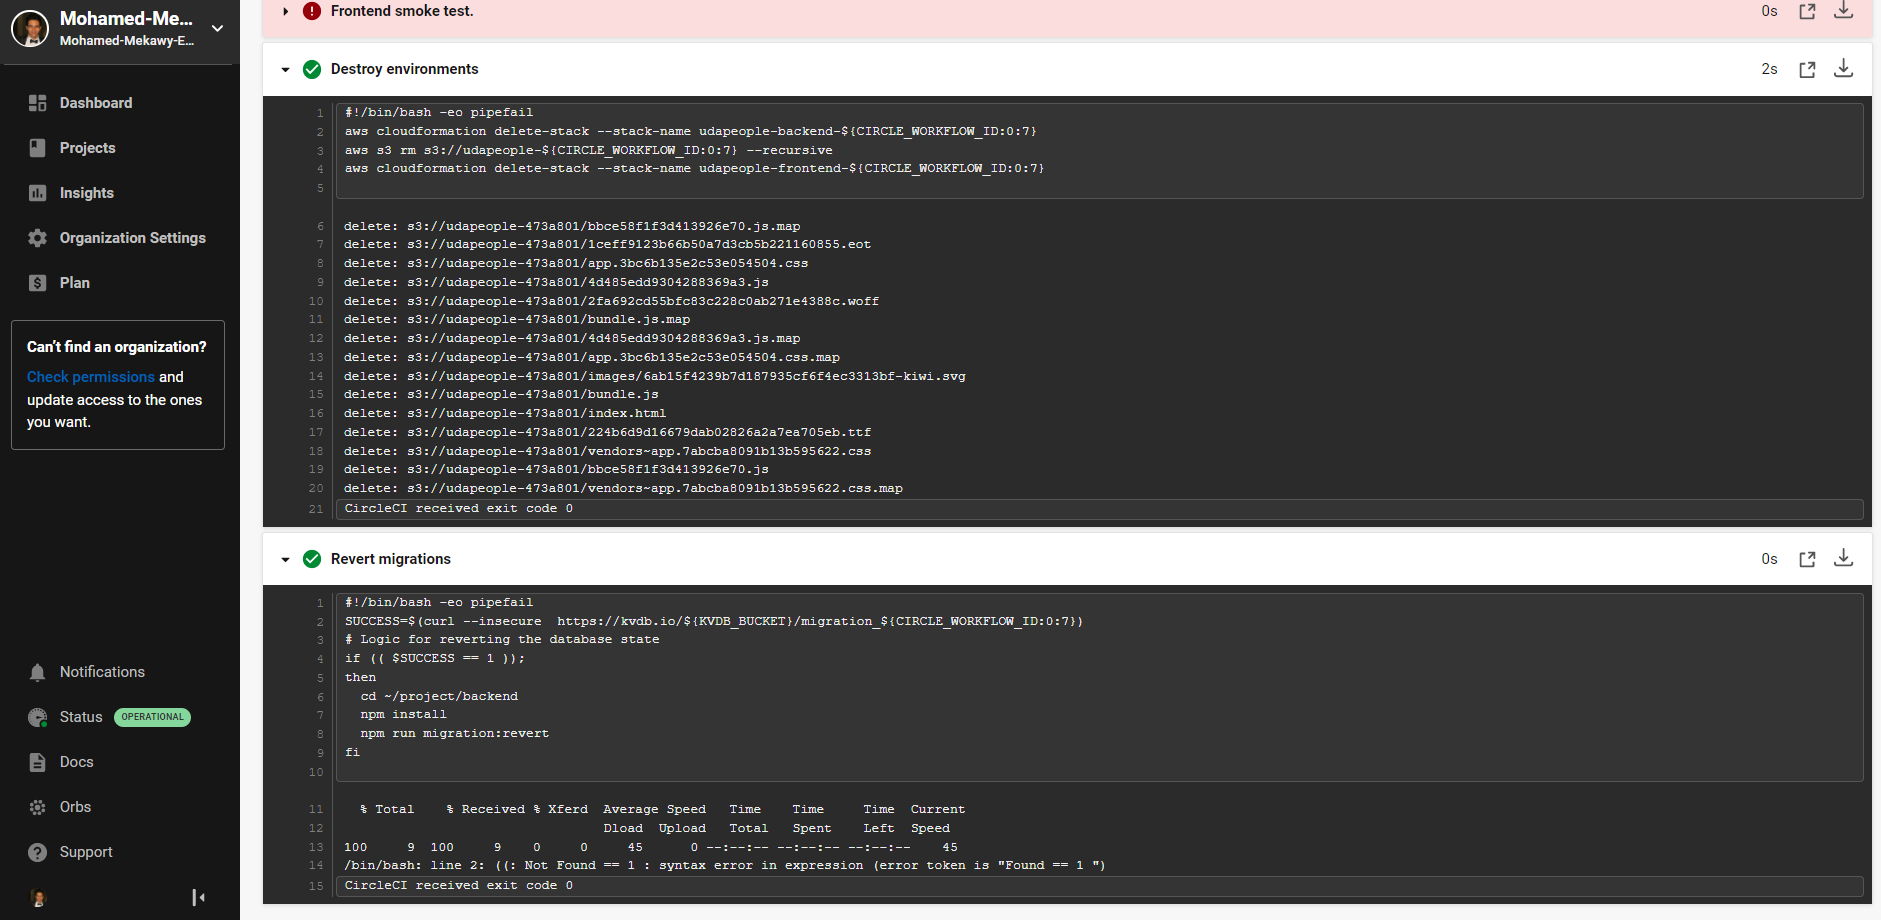 Mohamed-Me...
Mohamed-Mekawy-E...
Dashboard
Projects
Insights
Organization Settings
$ Plan
Can't find an organization?
Check permissions and
update access to the ones
you want.
Notifications
Status OPERATIONAL
Docs
Orbs
? Support
! Frontend smoke test. 0s
Destroy environments 2s
1 #!/bin/bash -eo pipefail
2 aws cloudformation delete-stack --stack-name udapeople-backend-${CIRCLE_WORKFLOW_ID:0:7}
3 aws s3 rm s3://udapeople-${CIRCLE_WORKFLOW_ID:0:7} --recursive
4 aws cloudformation delete-stack --stack-name udapeople-frontend-${CIRCLE_WORKFLOW_ID:0:7}
5
6 delete: s3://udapeople-473a801/bbce58f1f3d413926e70.js.map
7 delete: s3://udapeople-473a801/1ceff9123b66b50a7d3cb5b221160855.eot
8 delete: s3://udapeople-473a801/app.3bc6b135e2c53e054504.css
9 delete: s3://udapeople-473a801/4d485edd9304288369a3.js
10 delete: s3://udapeople-473a801/2fa692cd55bfc83c228c0ab271e4388c.woff
11 delete: s3://udapeople-473a801/bundle.js.map
12 delete: s3://udapeople-473a801/4d485edd9304288369a3.js.map
13 delete: s3://udapeople-473a801/app.3bc6b135e2c53e054504.css.map
14 delete: s3://udapeople-473a801/images/6ab15f4239b7d187935cf6f4ec3313bf-kiwi.svg
15 delete: s3://udapeople-473a801/bundle.js
16 delete: s3://udapeople-473a801/index.html
17 delete: s3://udapeople-473a801/224b6d9d16679dab02826a2a7ea705eb.ttf
18 delete: s3://udapeople-473a801/vendors~app.7abcba8091b13b595622.css
19 delete: s3://udapeople-473a801/bbce58f1f3d413926e70.js
20 delete: s3://udapeople-473a801/vendors~app.7abcba8091b13b595622.css.map
21 CircleCI received exit code 0
Revert migrations 0s
1 #!/bin/bash -eo pipefail
2 SUCCESS=$(curl --insecure  https://kvdb.io/${KVDB_BUCKET}/migration_${CIRCLE_WORKFLOW_ID:0:7})
3 # Logic for reverting the database state
4 if (( $SUCCESS == 1 ));
5 then
6   cd ~/project/backend
7   npm install
8   npm run migration:revert
9 fi
10
11   % Total    % Received % Xferd  Average Speed   Time    Time     Time  Current
12                                  Dload  Upload   Total   Spent    Left  Speed
13 100     9  100     9    0     0     45      0 --:--:-- --:--:-- --:--:--    45
14 /bin/bash: line 2: ((: Not Found == 1 : syntax error in expression (error token is "Found == 1 ")
15 CircleCI received exit code 0